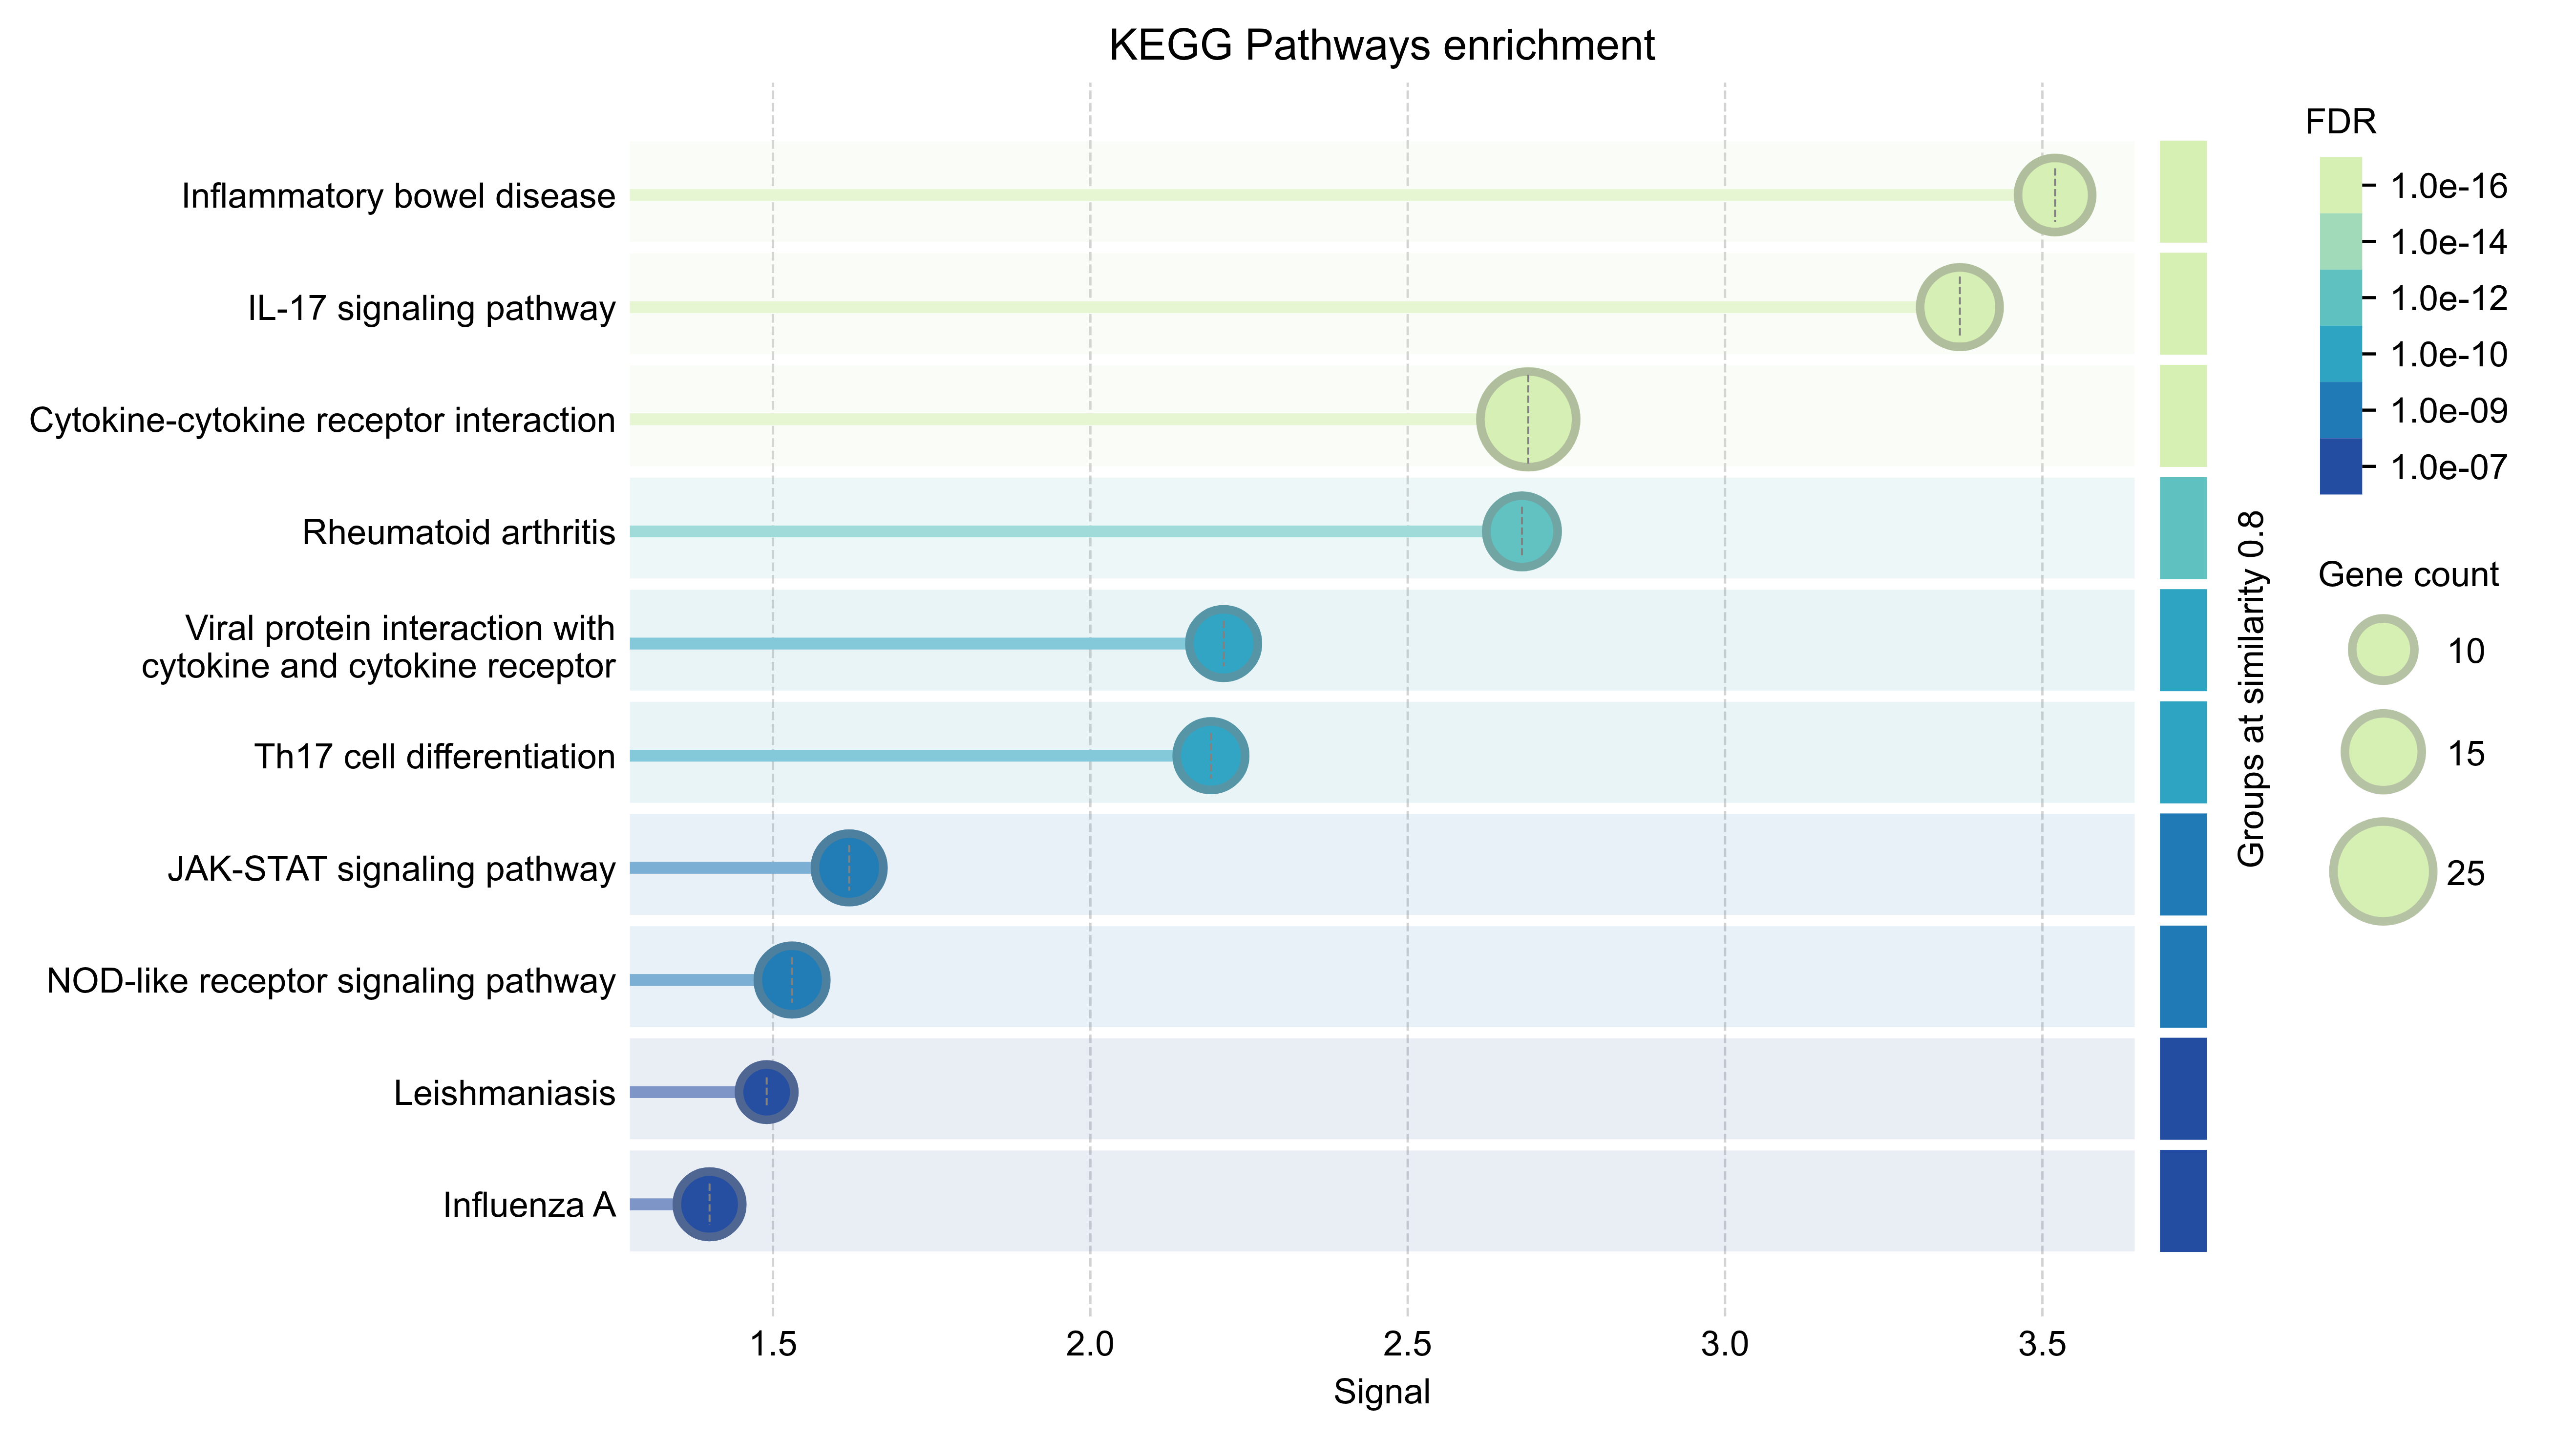 KEGG Pathways enrichment
Inflammatory bowel disease
IL-17 signaling pathway
Cytokine-cytokine receptor interaction
Rheumatoid arthritis
Viral protein interaction with
cytokine and cytokine receptor
Th17 cell differentiation
JAK-STAT signaling pathway
NOD-like receptor signaling pathway
Leishmaniasis
Influenza A
1.5
2.0
2.5
3.0
3.5
Signal
Groups at similarity 0.8
FDR
1.0e-16
1.0e-14
1.0e-12
1.0e-10
1.0e-09
1.0e-07
Gene count
10
15
25